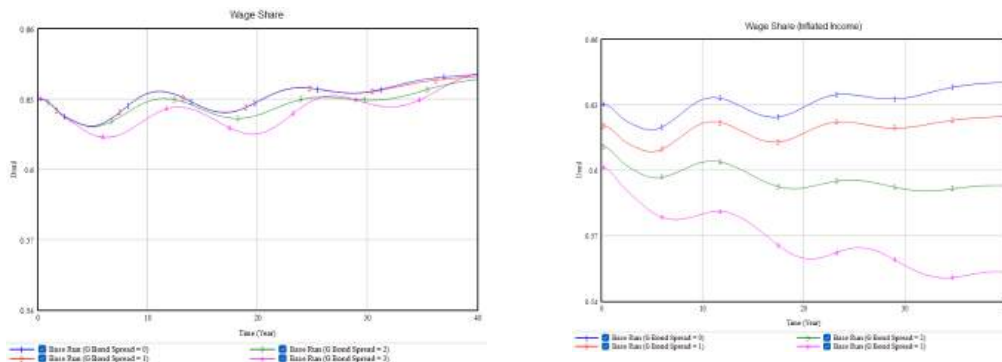 Wage Share
0.66
0.63
0.6
0.57
0.54
Dmnl
0 10 20 30 40
Time (Year)
Base Run (G Bond Spread = 0) Base Run (G Bond Spread = 2)
Base Run (G Bond Spread = 1) Base Run (G Bond Spread = 3)
Wage Share (Inflated Income)
0.66
0.63
0.6
0.57
0.54
Dmnl
0 10 20 30
Time (Year)
Base Run (G Bond Spread = 0) Base Run (G Bond Spread = 2)
Base Run (G Bond Spread = 1) Base Run (G Bond Spread = 3)